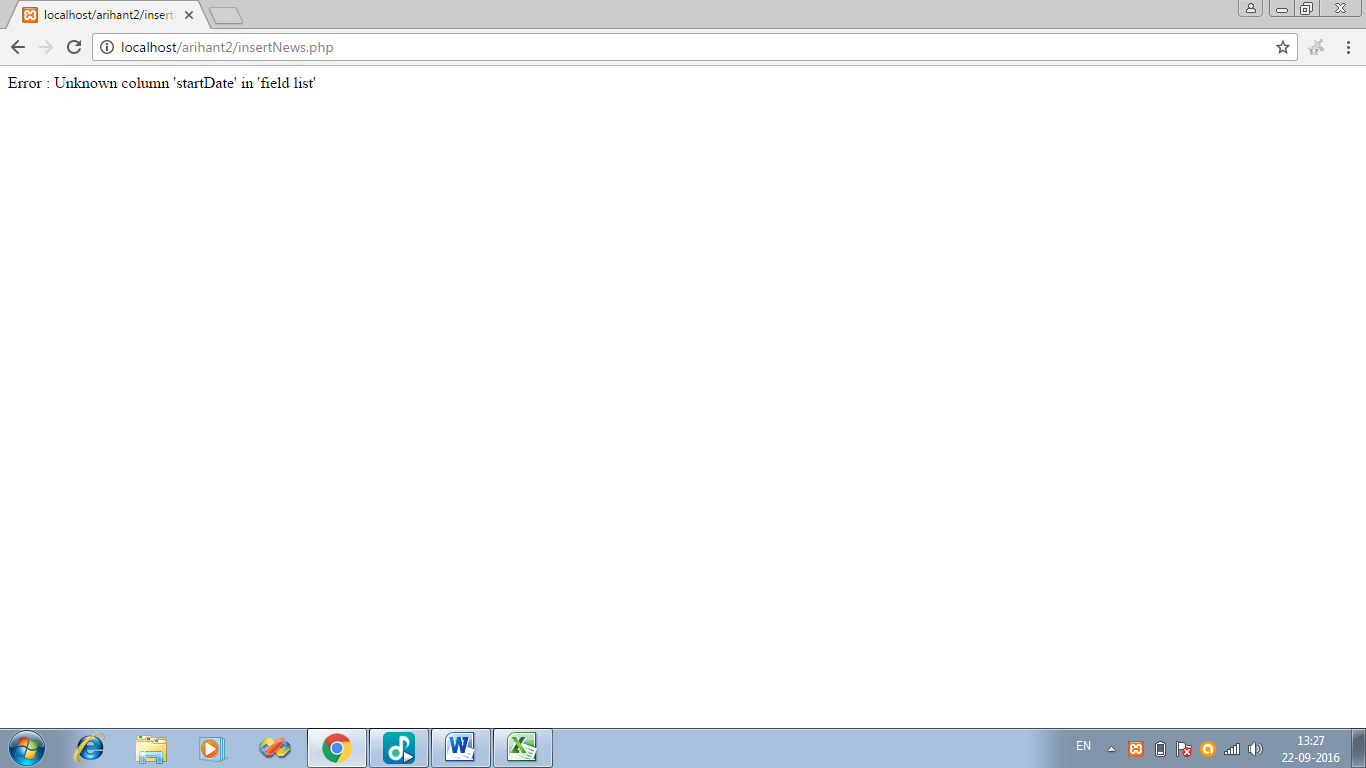 localhost/arihant2/insert
localhost/arihant2/insertNews.php
Error : Unknown column 'startDate' in 'field list'
EN
13:27
22-09-2016